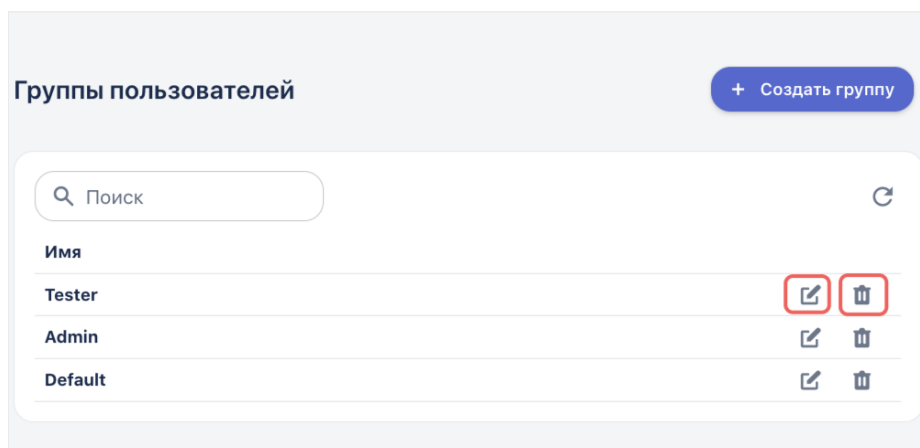 Группы пользователей
+ Создать группу
Поиск
Имя
Tester
Admin
Default